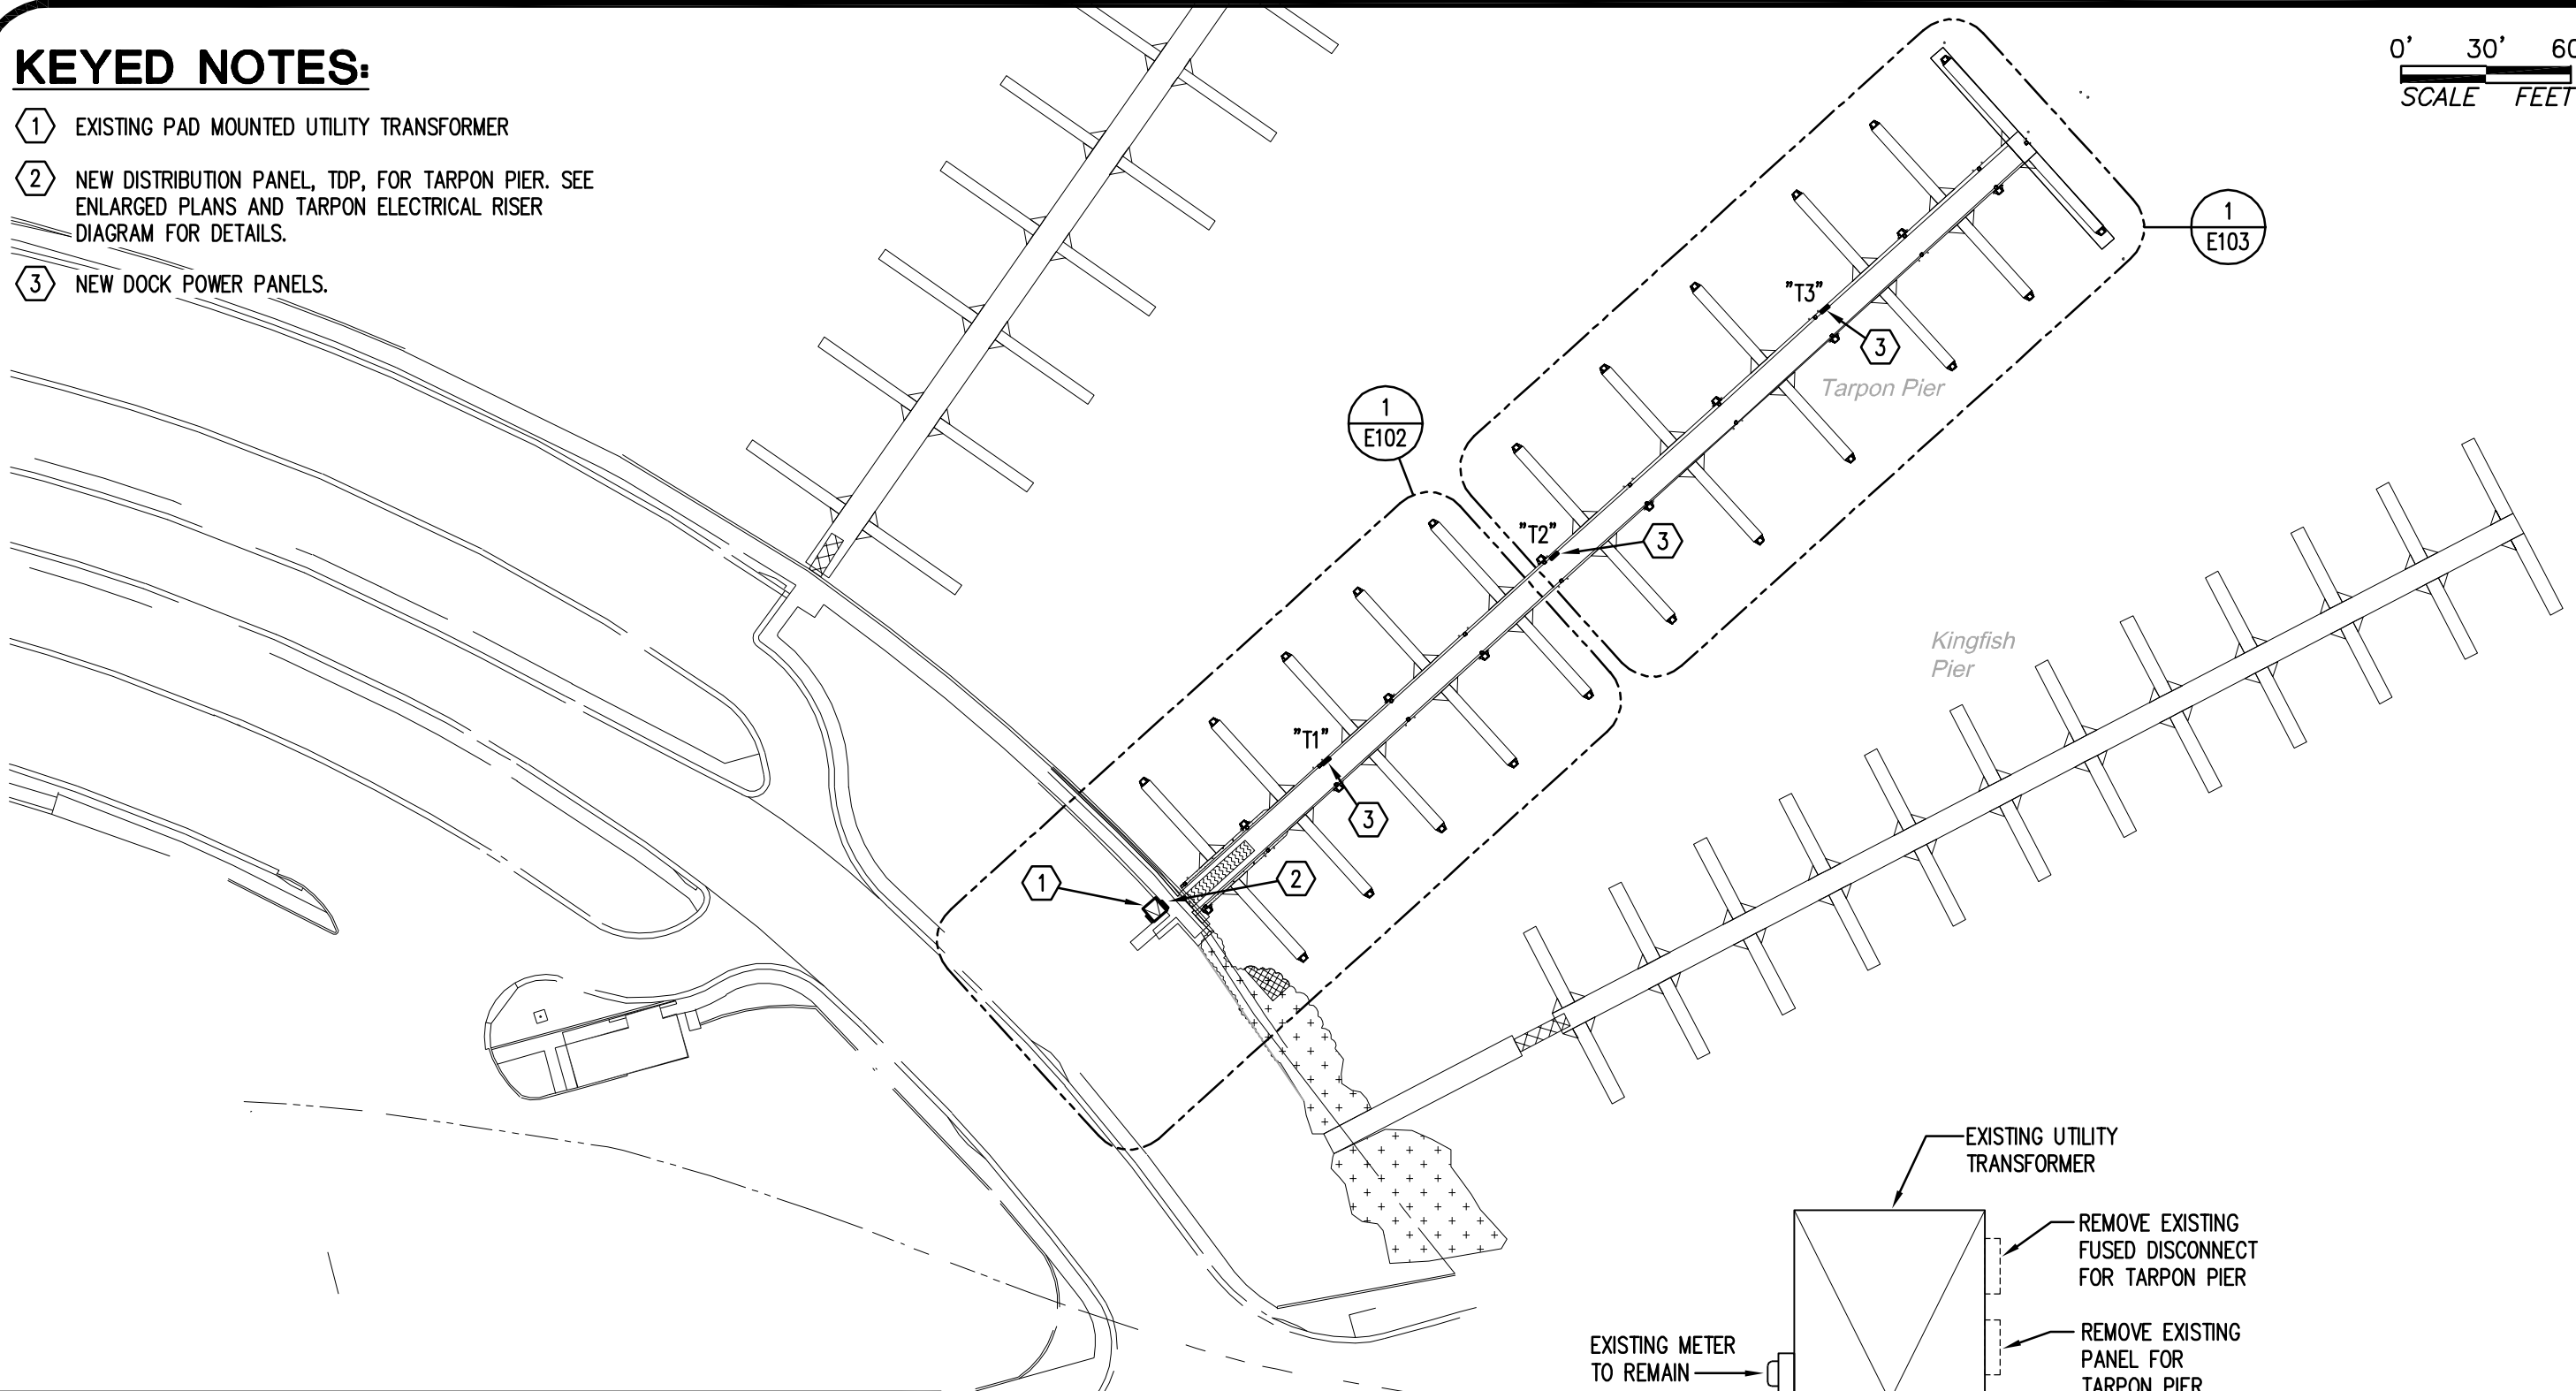 KEYED NOTES:
1 EXISTING PAD MOUNTED UTILITY TRANSFORMER
2 NEW DISTRIBUTION PANEL, TDP, FOR TARPON PIER. SEE
ENLARGED PLANS AND TARPON ELECTRICAL RISER
DIAGRAM FOR DETAILS.
3 NEW DOCK POWER PANELS.
0' 30' 60
SCALE FEET
1
E103
"T3"
3
Tarpon Pier
1
E102
"T2"
3
Kingfish
Pier
"T1"
3
1
2
EXISTING UTILITY
TRANSFORMER
REMOVE EXISTING
FUSED DISCONNECT
FOR TARPON PIER
EXISTING METER
TO REMAIN
REMOVE EXISTING
PANEL FOR
TARPON PIER